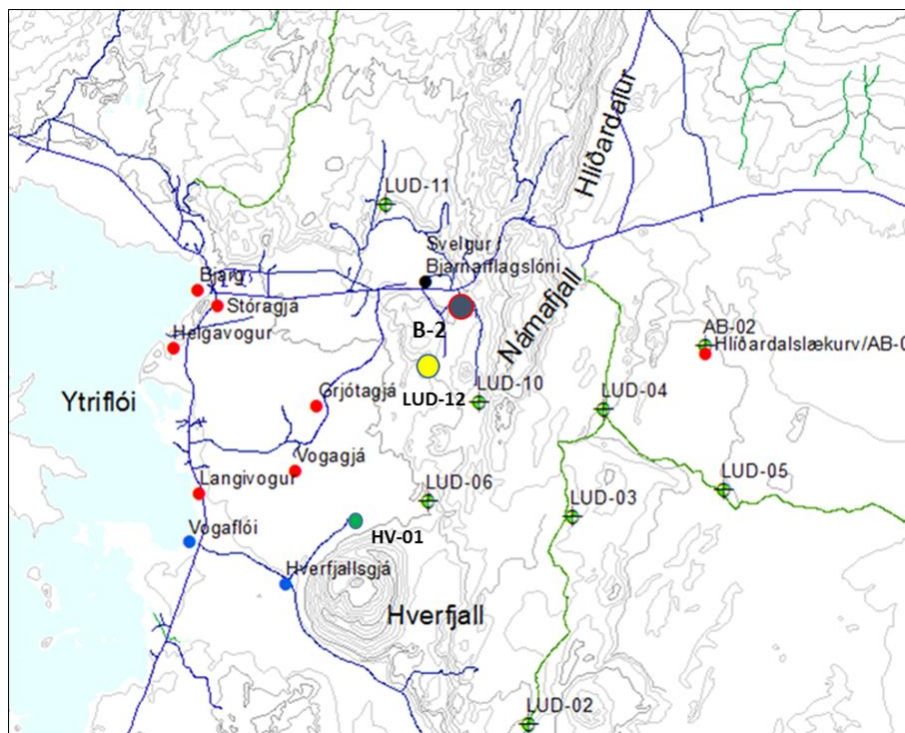 Hlíðardalur
LUD-11
Svelgur í
Bjarnarflagslóni
Bjarg
Stóragjá
Helgavogur
B-2
Námafjall
AB-02
Hlíðardalslækurv/AB-0
Ytriflói
Grjótagjá
LUD-12
LUD-10
LUD-04
Vogagjá
LUD-05
Langivogur
LUD-06
LUD-03
Vogaflói
HV-01
Hverfjallsgjá
Hverfjall
LUD-02